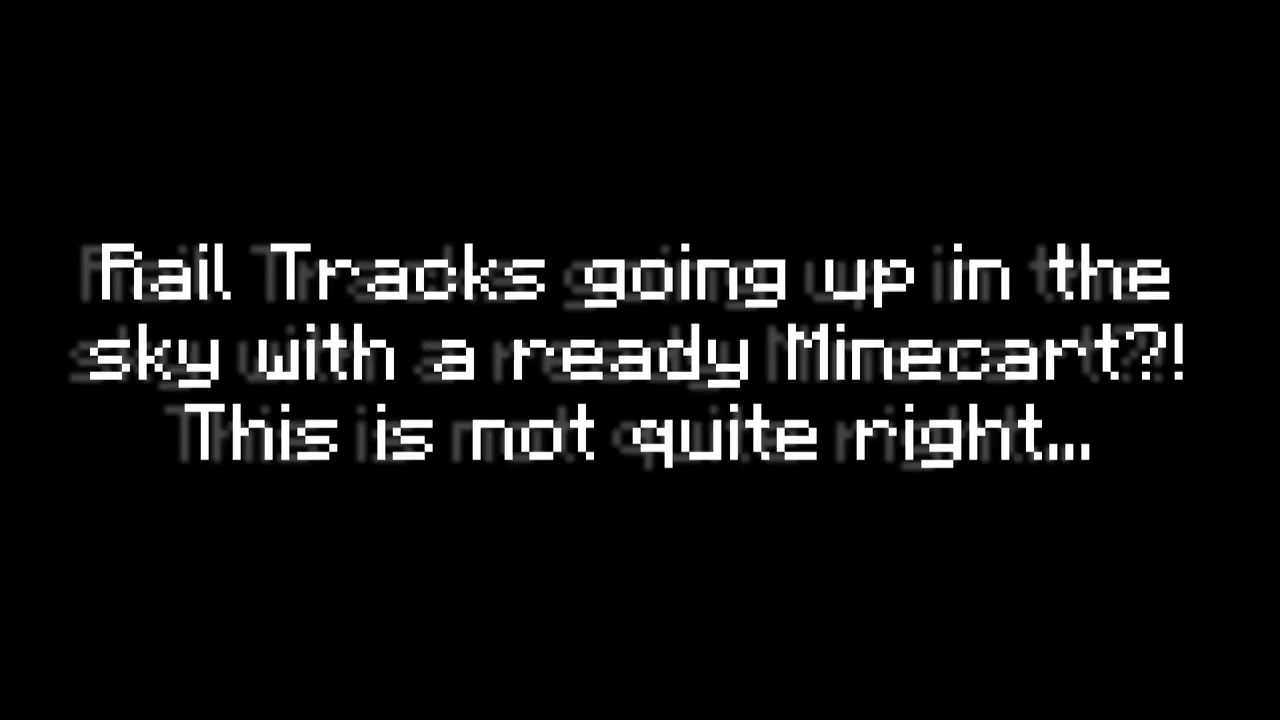 Rail Tracks going up in the
sky with a ready Minecart?!
This is not quite right...